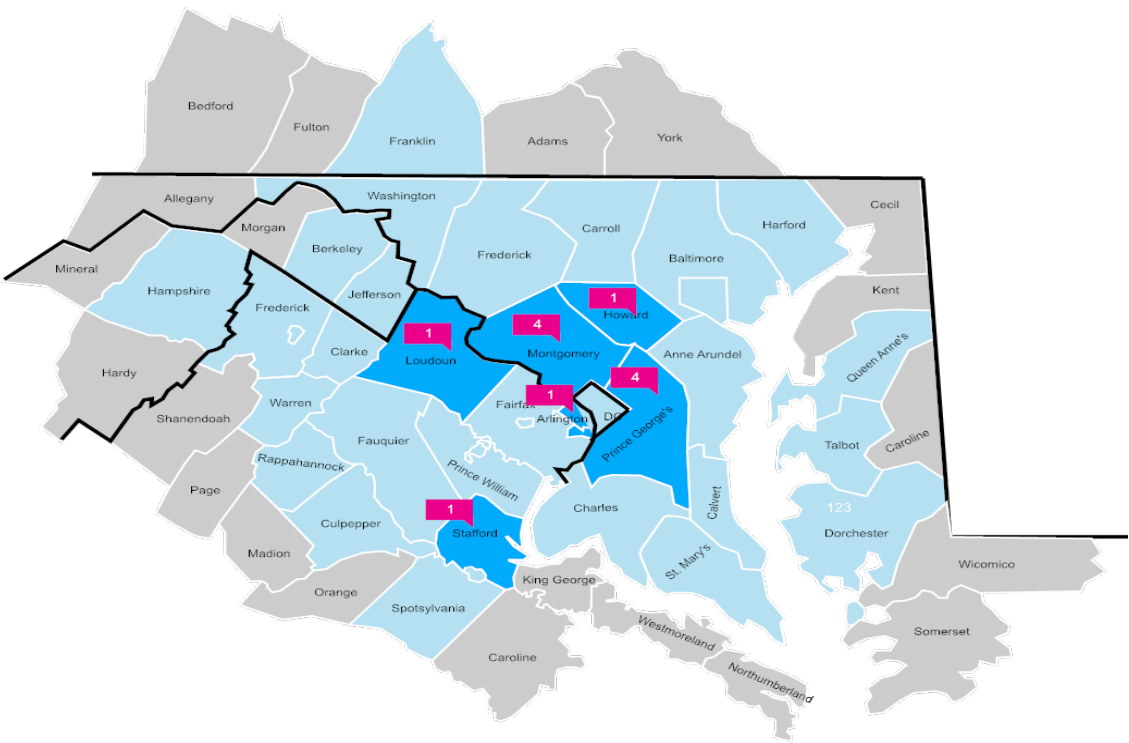 Bedford
Fulton
Franklin
Adams
York
Allegany
Washington
Cecil
Morgan
Berkeley
Frederick
Carroll
Harford
Baltimore
Mineral
Hampshire
Jefferson
Frederick
Kent
1
Howard
4
Montgomery
1
Loudoun
Clarke
Anne Arundel
Queen Anne's
Hardy
4
Prince George's
1
Fairfax
Arlington
DC
Warren
Shanendoah
Fauquier
Caroline
Talbot
Rappahannock
Prince William
Page
Calvert
Charles
123
Dorchester
1
Stafford
Culpepper
Madion
St. Mary's
Wicomico
King George
Orange
Spotsylvania
Westmoreland
Somerset
Caroline
Northumberland